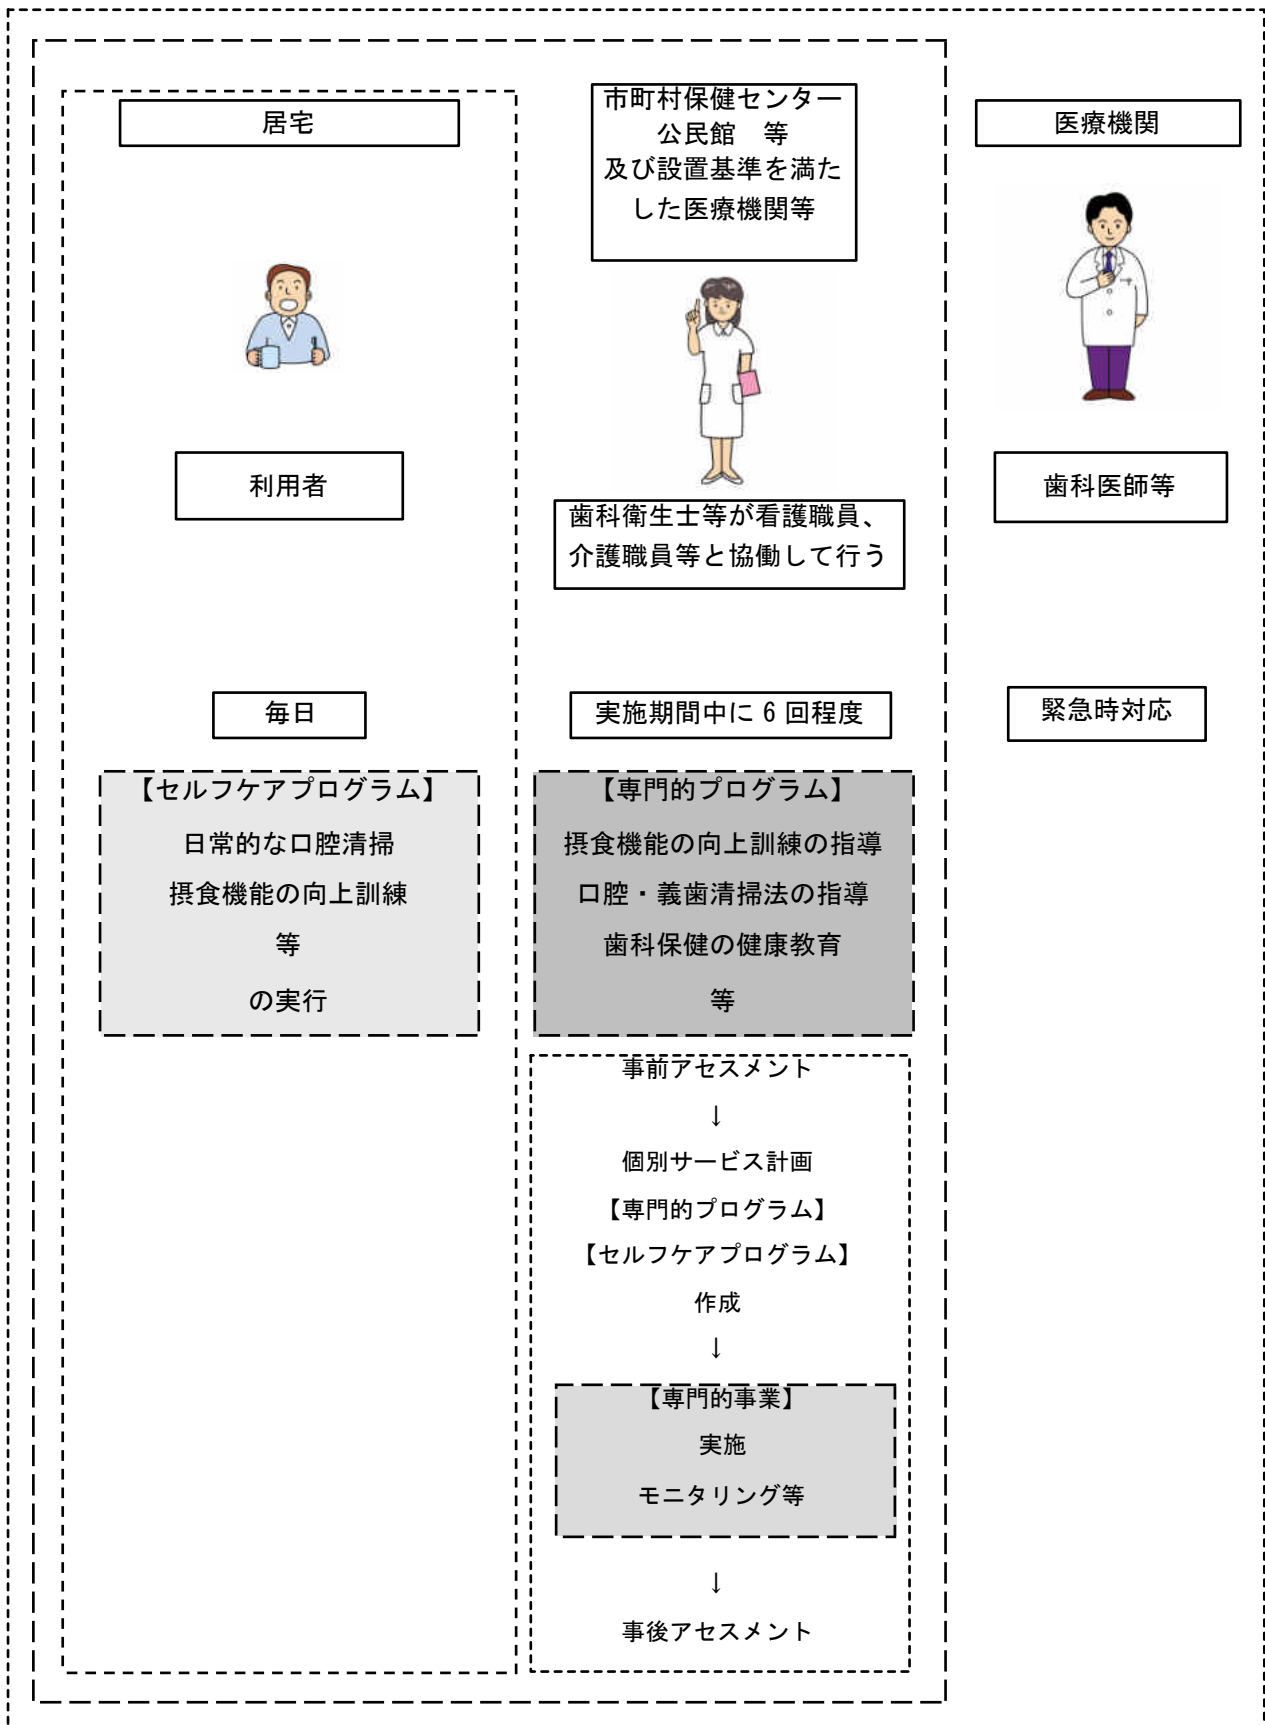 居宅
利用者
毎日
【セルフケアプログラム】
日常的な口腔清掃
摂食機能の向上訓練
等
の実行
市町村保健センター
公民館　等
及び設置基準を満た
した医療機関等
歯科衛生士等が看護職員、
介護職員等と協働して行う
実施期間中に 6 回程度
【専門的プログラム】
摂食機能の向上訓練の指導
口腔・義歯清掃法の指導
歯科保健の健康教育
等
事前アセスメント
↓
個別サービス計画
【専門的プログラム】
【セルフケアプログラム】
作成
↓
【専門的事業】
実施
モニタリング等
↓
事後アセスメント
医療機関
歯科医師等
緊急時対応